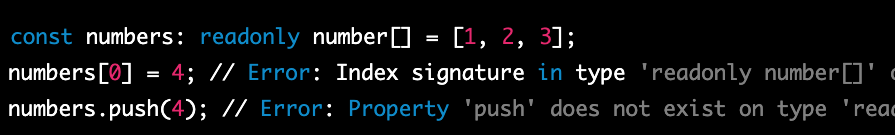 const numbers: readonly number[] = [1, 2, 3];
numbers[0] = 4; // Error: Index signature in type 'readonly number[]'
numbers.push(4); // Error: Property 'push' does not exist on type